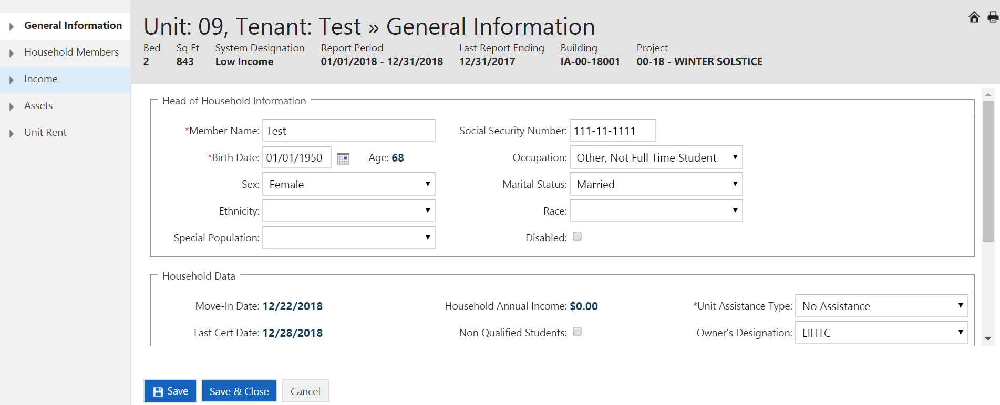 General Information
Household Members
Income
Assets
Unit Rent
Unit: 09, Tenant: Test » General Information
Bed Sq Ft System Designation Report Period Last Report Ending Building Project
2 843 Low Income 01/01/2018 - 12/31/2018 12/31/2017 IA-00-18001 00-18 - WINTER SOLSTICE
Head of Household Information
*Member Name: Test Social Security Number: 111-11-1111
*Birth Date: 01/01/1950 Age: 68 Occupation: Other, Not Full Time Student
Sex: Female Marital Status: Married
Ethnicity: Race:
Special Population: Disabled:
Household Data
Move-In Date: 12/22/2018 Household Annual Income: $0.00 *Unit Assistance Type: No Assistance
Last Cert Date: 12/28/2018 Non Qualified Students: Owner's Designation: LIHTC
Save Save & Close Cancel